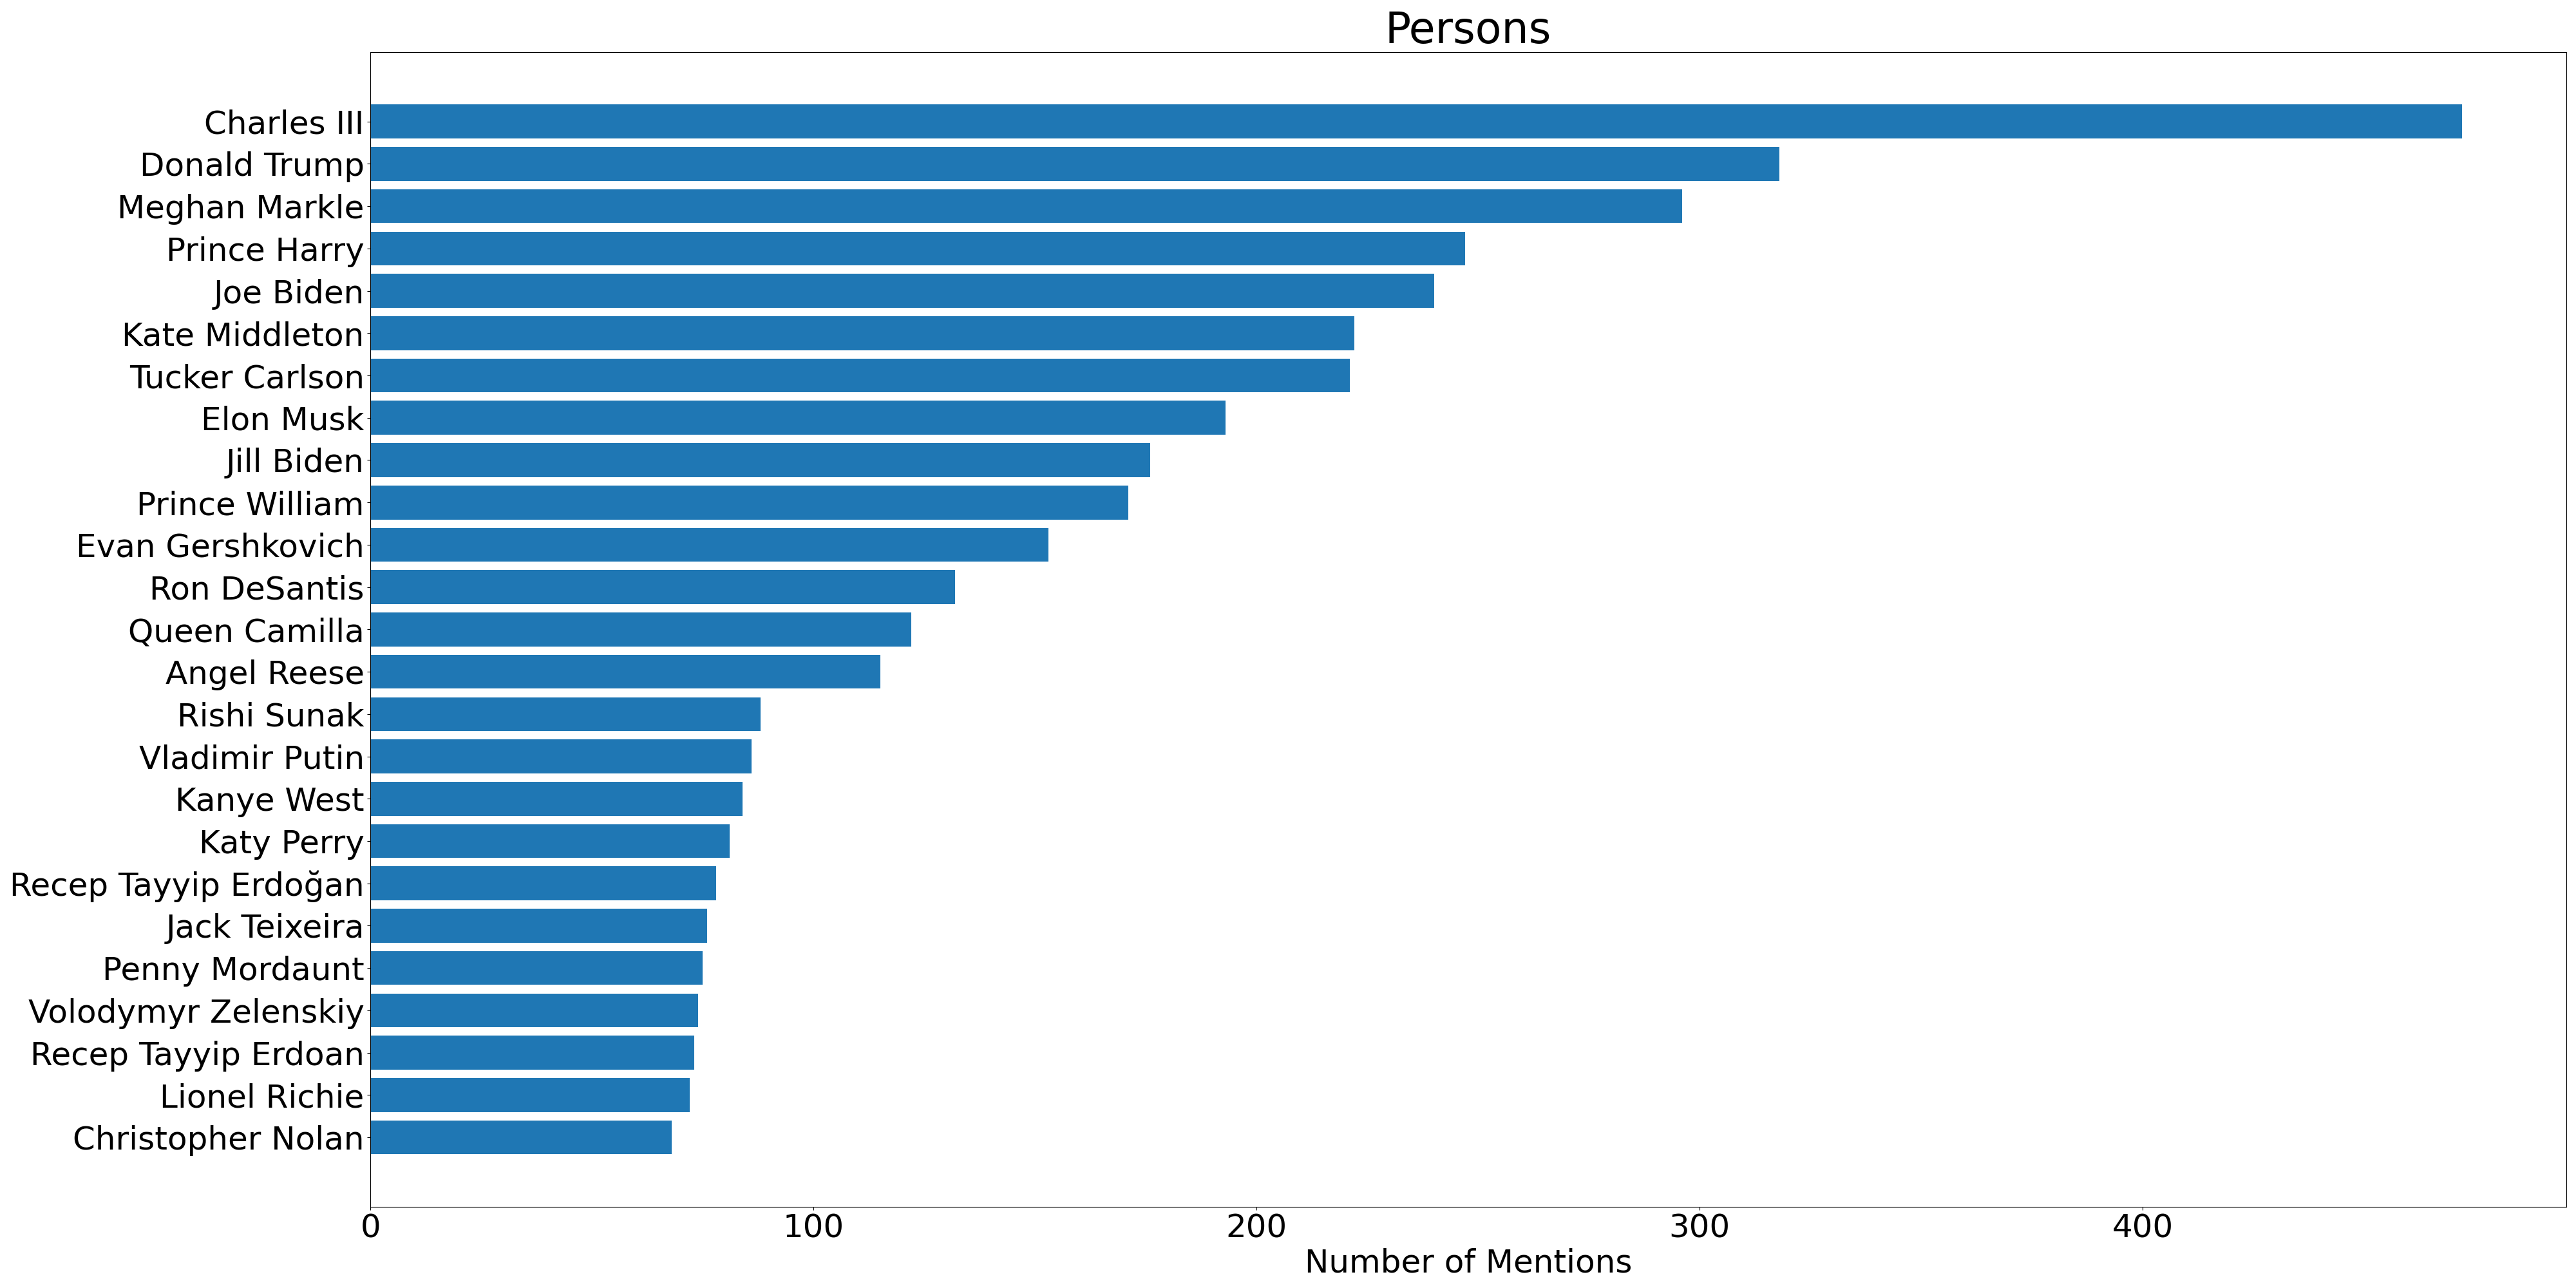 Persons
Charles III
Donald Trump
Meghan Markle
Prince Harry
Joe Biden
Kate Middleton
Tucker Carlson
Elon Musk
Jill Biden
Prince William
Evan Gershkovich
Ron DeSantis
Queen Camilla
Angel Reese
Rishi Sunak
Vladimir Putin
Kanye West
Katy Perry
Recep Tayyip Erdoğan
Jack Teixeira
Penny Mordaunt
Volodymyr Zelenskiy
Recep Tayyip Erdoan
Lionel Richie
Christopher Nolan
0 100 200 300 400
Number of Mentions